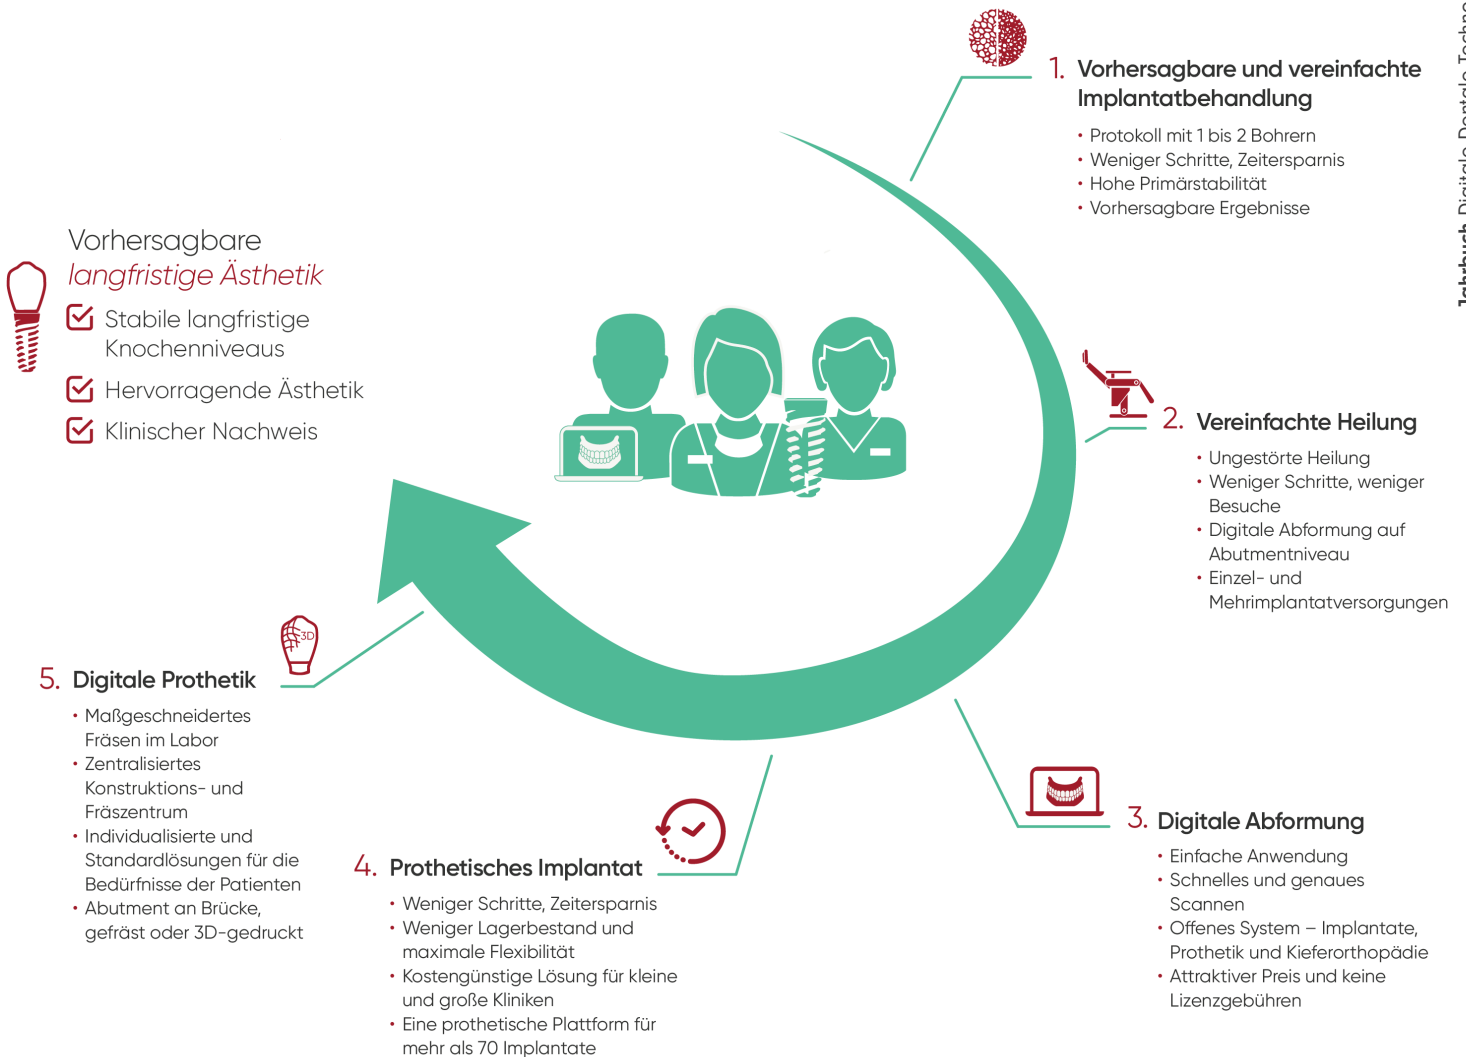 Jahrbuch Digitale Dentale
1. Vorhersagbare und vereinfachte
Implantatbehandlung
• Protokoll mit 1 bis 2 Bohrern
• Weniger Schritte, Zeitersparnis
• Hohe Primärstabilität
• Vorhersagbare Ergebnisse
Vorhersagbare
langfristige Ästhetik
Stabile langfristige
Knochenniveaus
Hervorragende Ästhetik
Klinischer Nachweis
2. Vereinfachte Heilung
• Ungestörte Heilung
• Weniger Schritte, weniger
Besuche
• Digitale Abformung auf
Abutmentniveau
• Einzel- und
Mehrimplantatversorgungen
3. Digitale Abformung
• Einfache Anwendung
• Schnelles und genaues
Scannen
• Offenes System – Implantate,
Prothetik und Kieferorthopädie
• Attraktiver Preis und keine
Lizenzgebühren
4. Prothetisches Implantat
• Weniger Schritte, Zeitersparnis
• Weniger Lagerbestand und
maximale Flexibilität
• Kostengünstige Lösung für kleine
und große Kliniken
• Eine prothetische Plattform für
mehr als 70 Implantate
3D
5. Digitale Prothetik
• Maßgeschneidertes
Fräsen im Labor
• Zentralisiertes
Konstruktions- und
Fräszentrum
• Individualisierte und
Standardlösungen für die
Bedürfnisse der Patienten
• Abutment an Brücke,
gefräst oder 3D-gedruckt